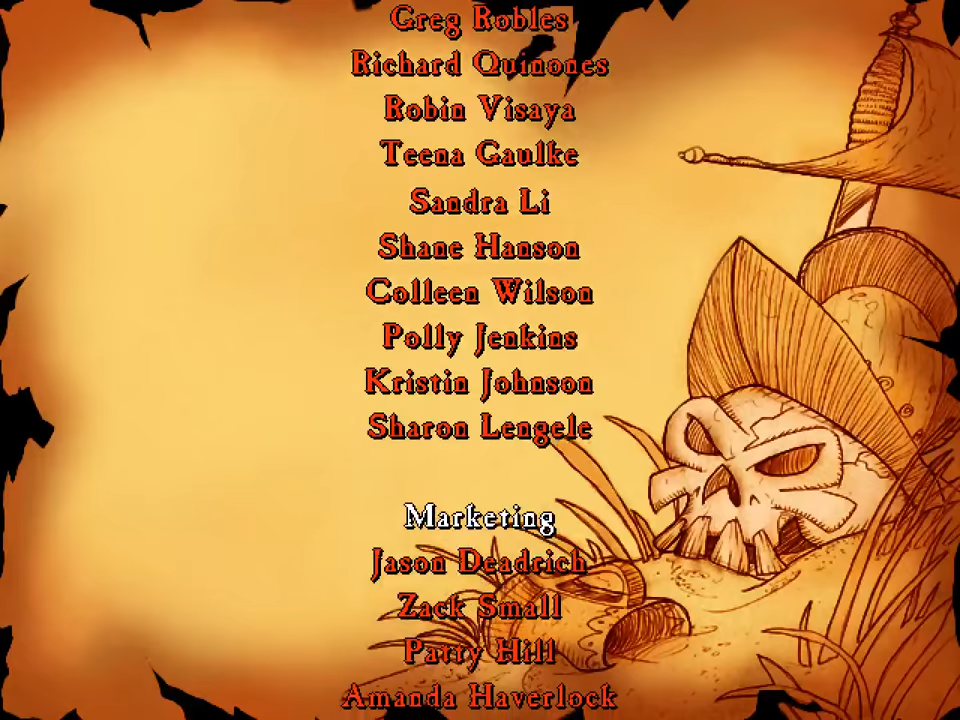 Greg Robles
Richard Quinones
Robin Visaya
Teena Gaulke
Sandra Li
Shane Hanson
Colleen Wilson
Polly Jenkins
Kristin Johnson
Sharon Lengele
Marketing
Jason Deadrich
Zack Small
Patty Hill
Amanda Haverlock